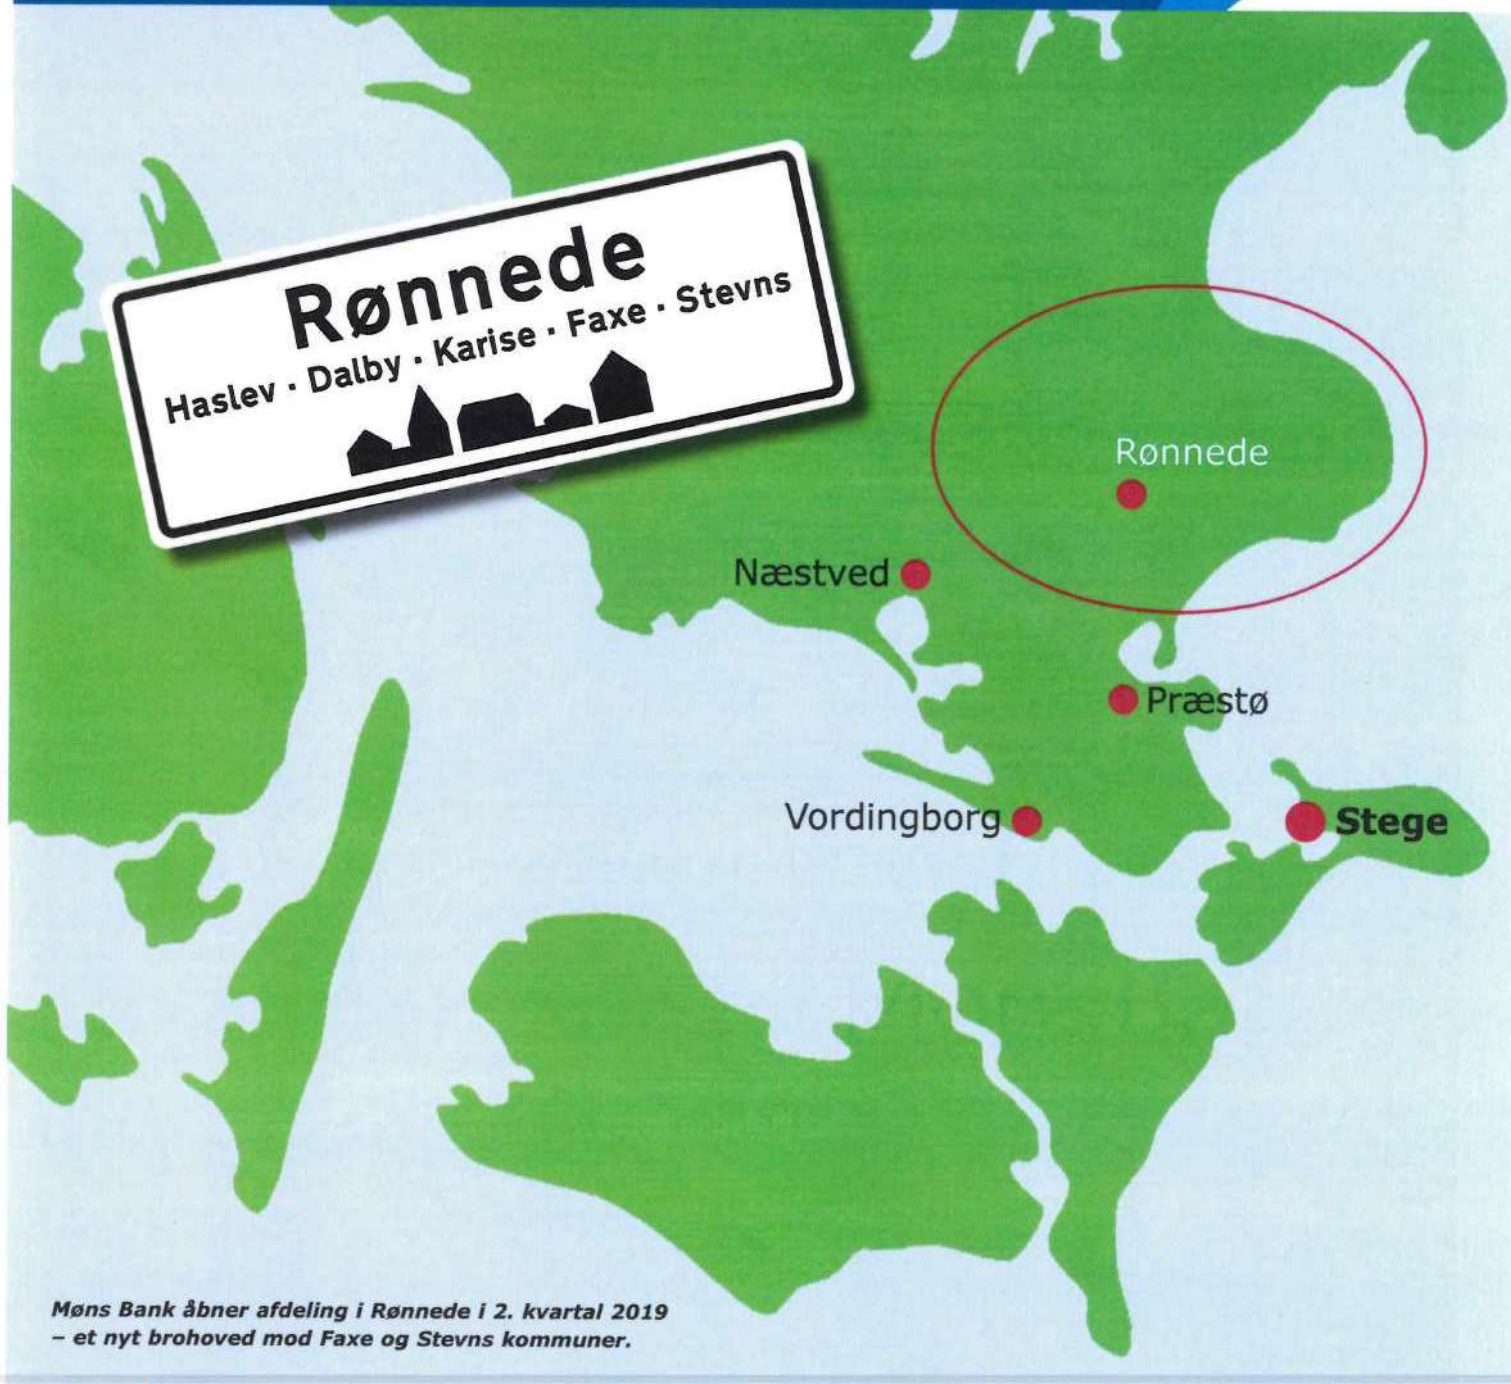 Rønnede
Haslev · Dalby · Karise · Faxe · Stevns
Rønnede
Næstved
Præstø
Vordingborg
Stege
Møns Bank åbner afdeling i Rønnede i 2. kvartal 2019
– et nyt brohoved mod Faxe og Stevns kommuner.